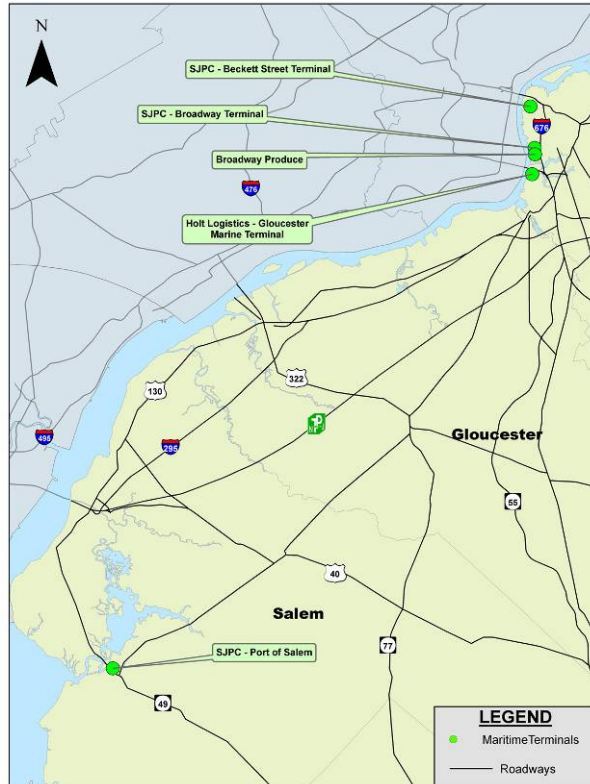 N
SJPC - Beckett Street Terminal
SJPC - Broadway Terminal
676
Broadway Produce
476
Holt Logistics - Gloucester
Marine Terminal
322
130
Gloucester
495
295
55
40
Salem
77
SJPC - Port of Salem
49
LEGEND
MaritimeTerminals
Roadways